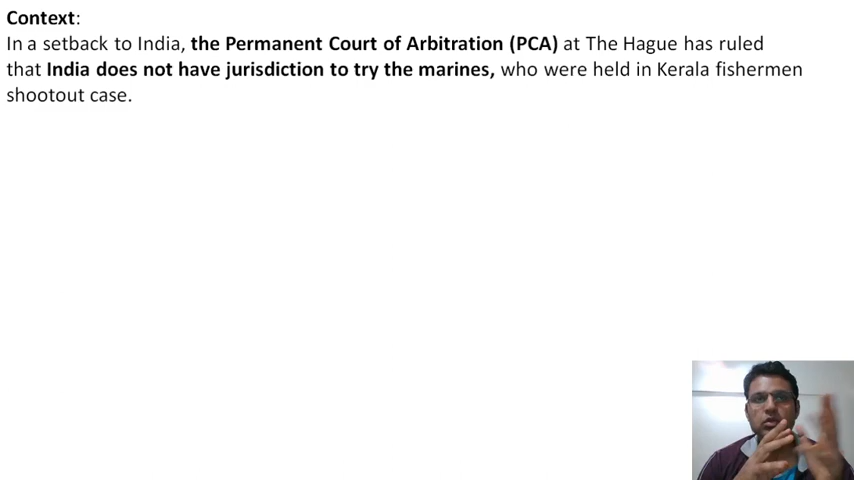 Context:
In a setback to India, the Permanent Court of Arbitration (PCA) at The Hague has ruled
that India does not have jurisdiction to try the marines, who were held in Kerala fishermen
shootout case.